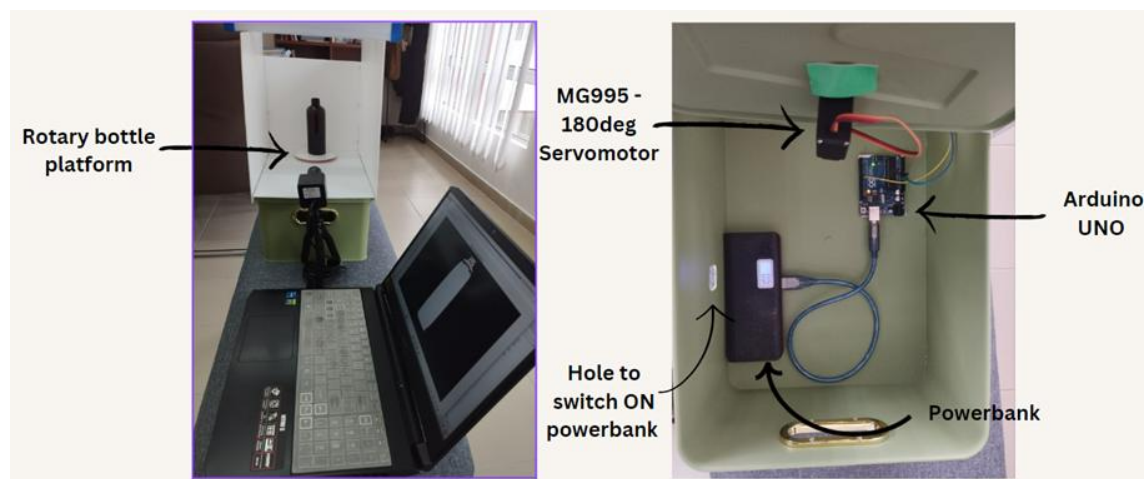 Rotary bottle
platform
MG995 -
180deg
Servomotor
Arduino
UNO
Hole to
switch ON
powerbank
Powerbank